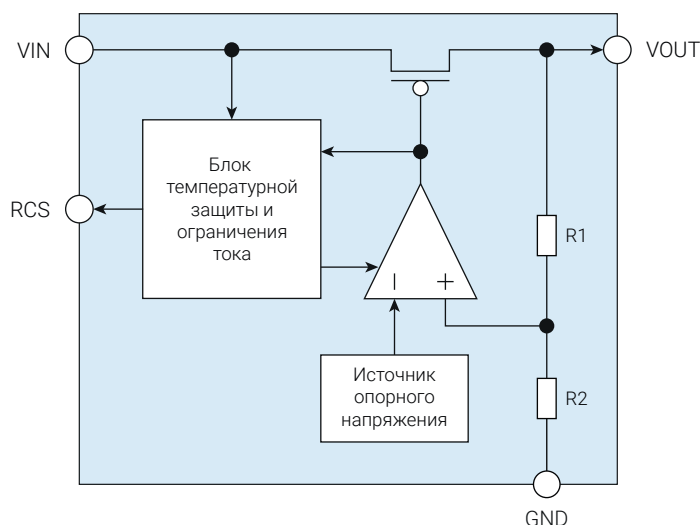 VIN
VOUT
Блок
температурной
защиты и
ограничения
тока
RCS
R1
− +
Источник
опорного
напряжения
R2
GND